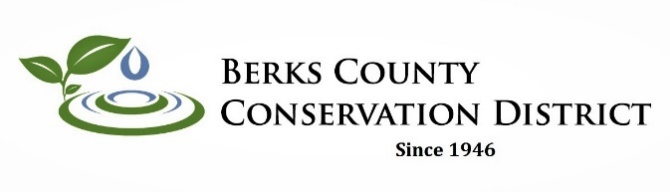 Berks County
Conservation District
Since 1946